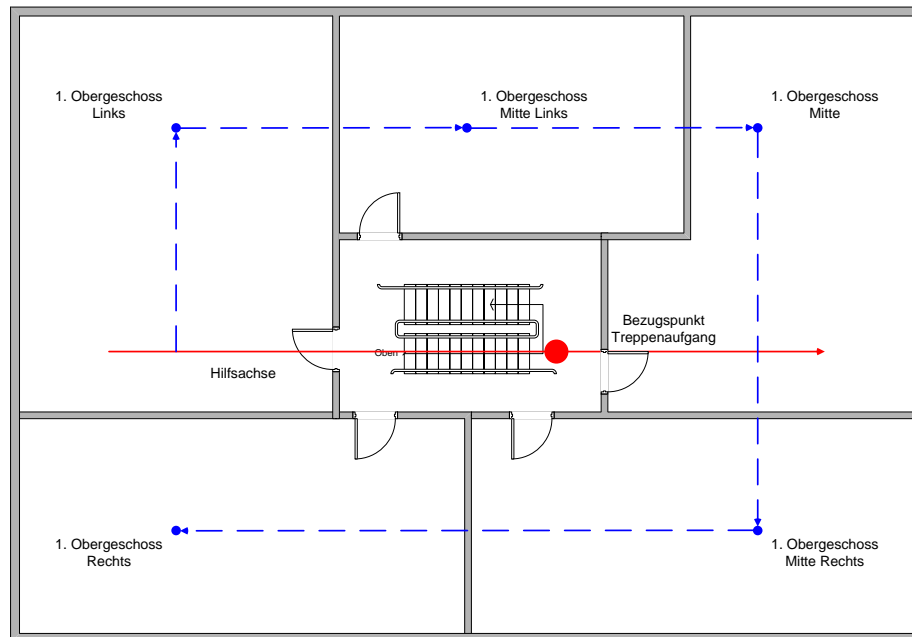 1. Obergeschoss
Links
1. Obergeschoss
Mitte Links
1. Obergeschoss
Mitte
Bezugspunkt
Treppenaufgang
Oben
Hilfsachse
1. Obergeschoss
Rechts
1. Obergeschoss
Mitte Rechts